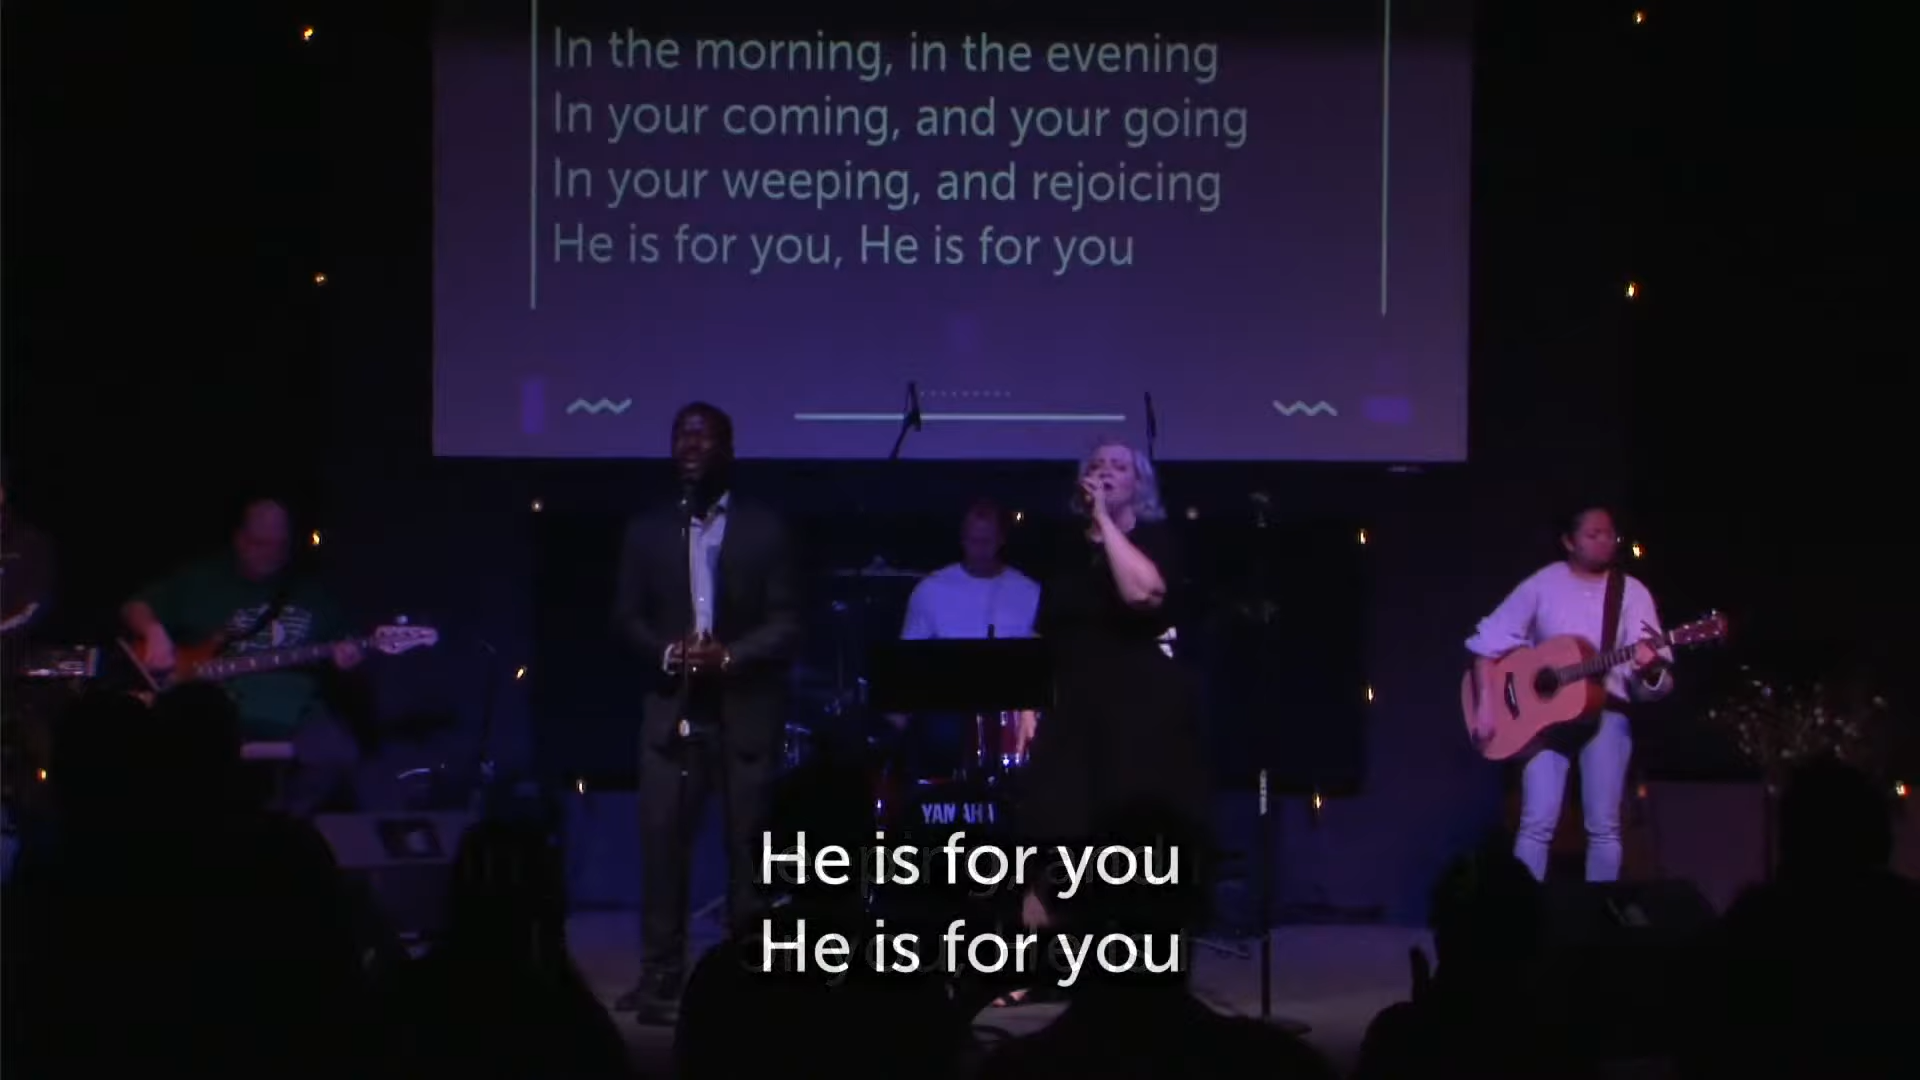 In the morning, in the evening
In your coming, and your going
In your weeping, and rejoicing
He is for you, He is for you
YAMAHA
He is for you
He is for you